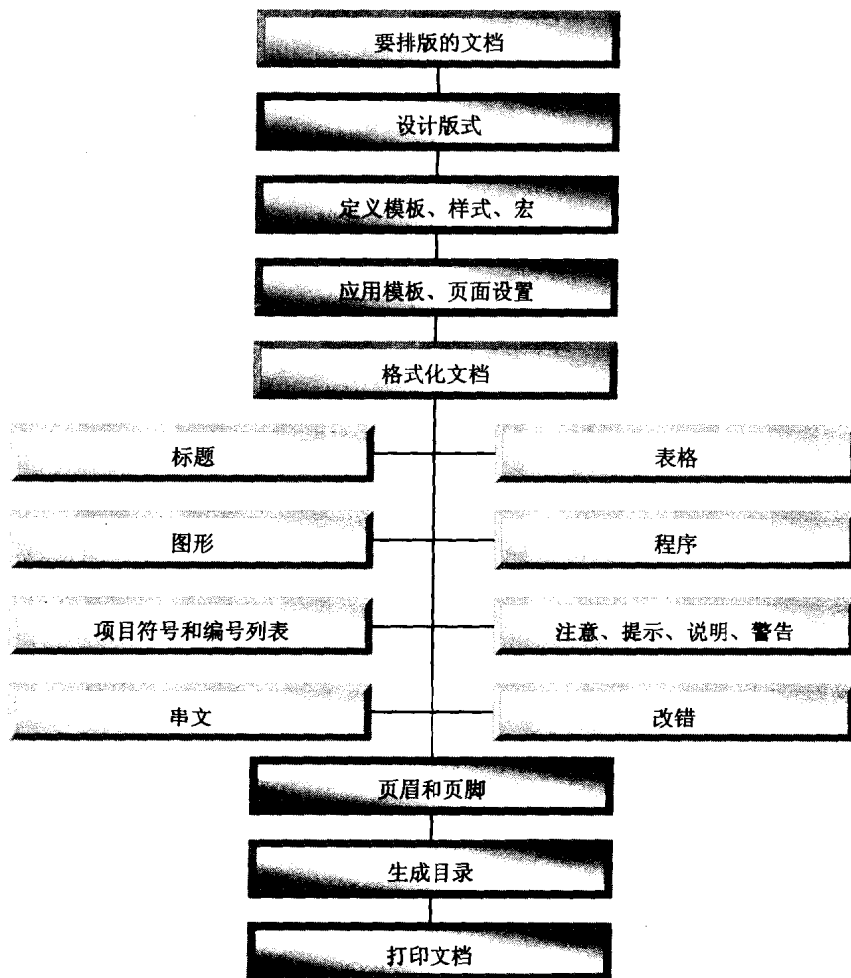 要排版的文档
设计版式
定义模板、样式、宏
应用模板、页面设置
格式化文档
标题
表格
图形
程序
项目符号和编号列表
注意、提示、说明、警告
串文
改错
页眉和页脚
生成目录
打印文档